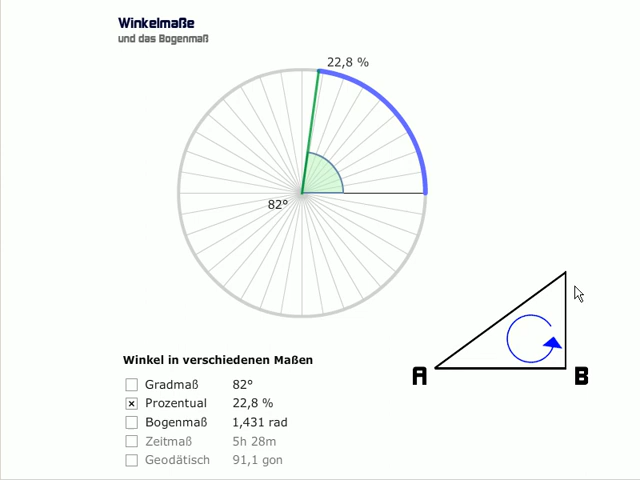 Winkelmaße
und das Bogenmaß
22,8 %
82°
A B
Winkel in verschiedenen Maßen
Gradmaß 82°
Prozentual 22,8 %
Bogenmaß 1,431 rad
Zeitmaß 5h 28m
Geodätisch 91,1 gon